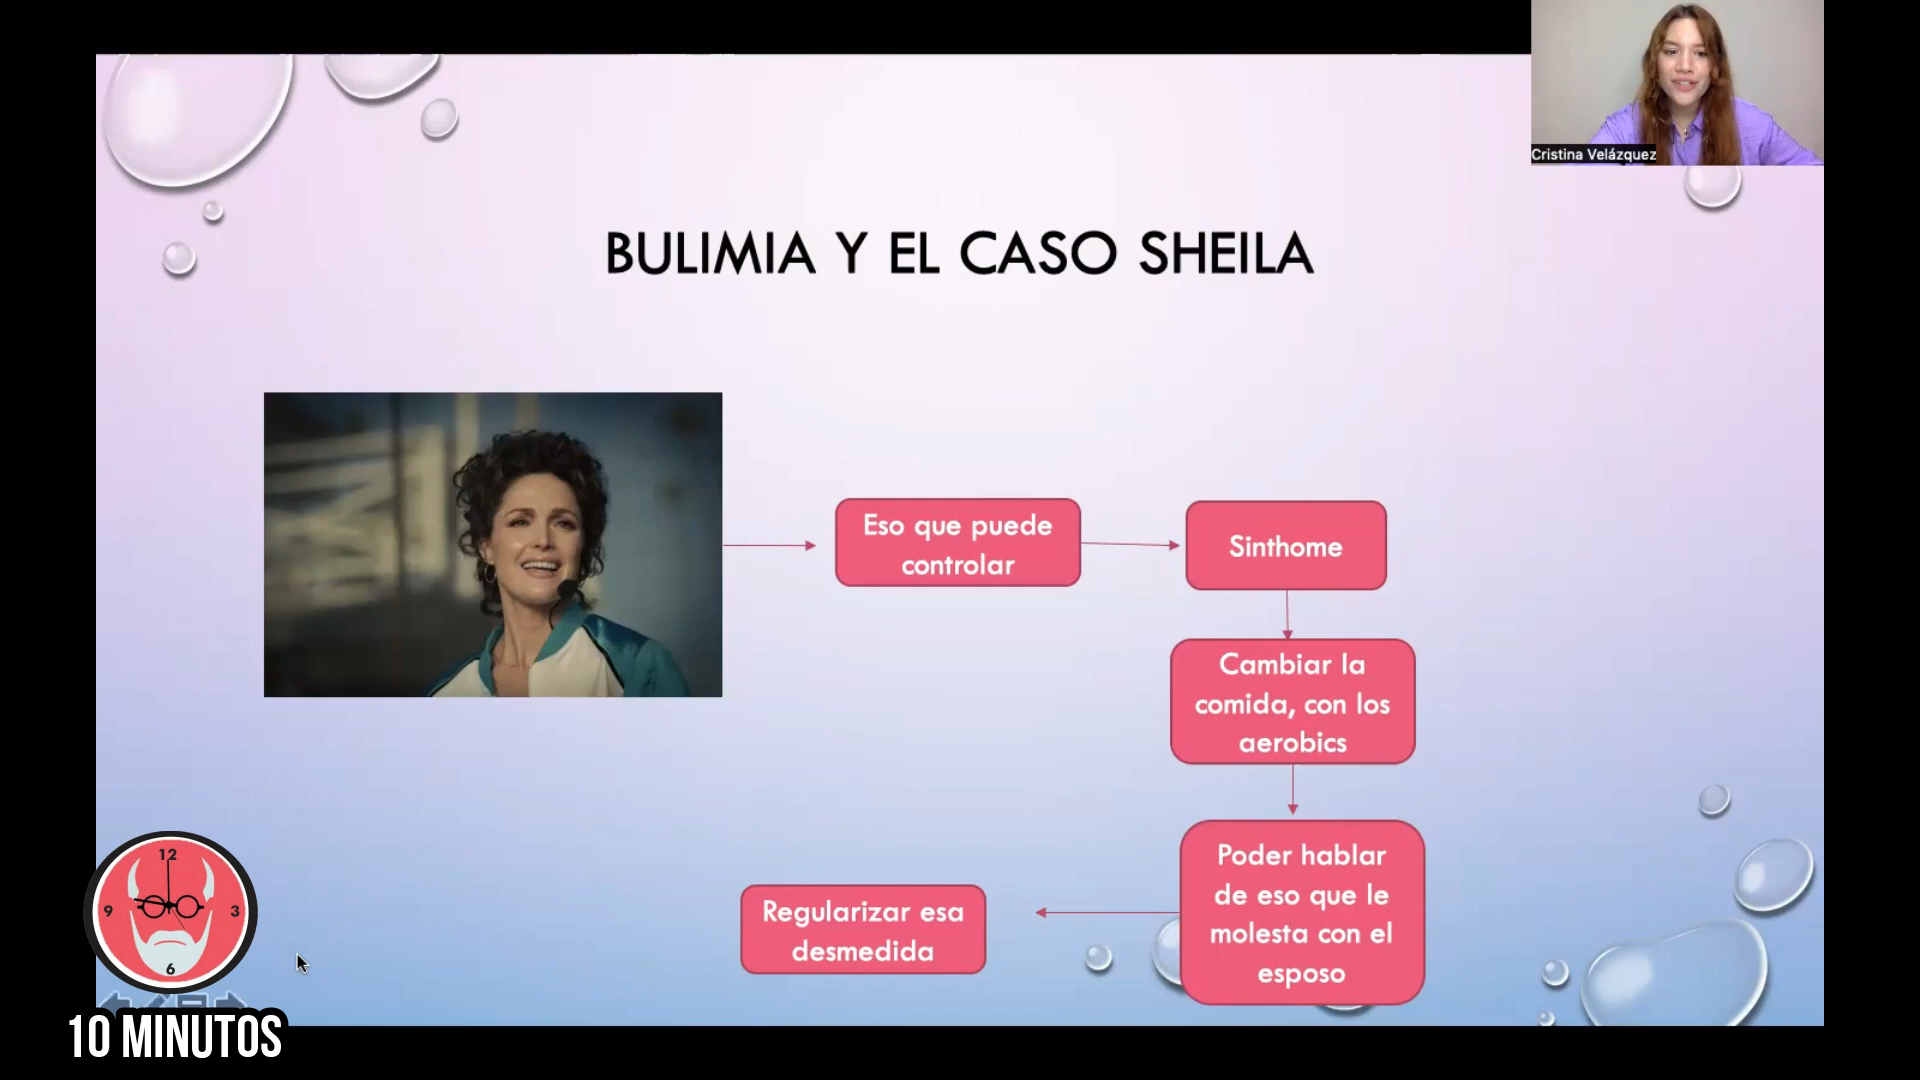 Cristina Velázquez
BULIMIA Y EL CASO SHEILA
Eso que puede
controlar
Sinthome
Cambiar la
comida, con los
aerobics
Poder hablar
de eso que le
molesta con el
esposo
Regularizar esa
desmedida
12
9
3
6
10 MINUTOS